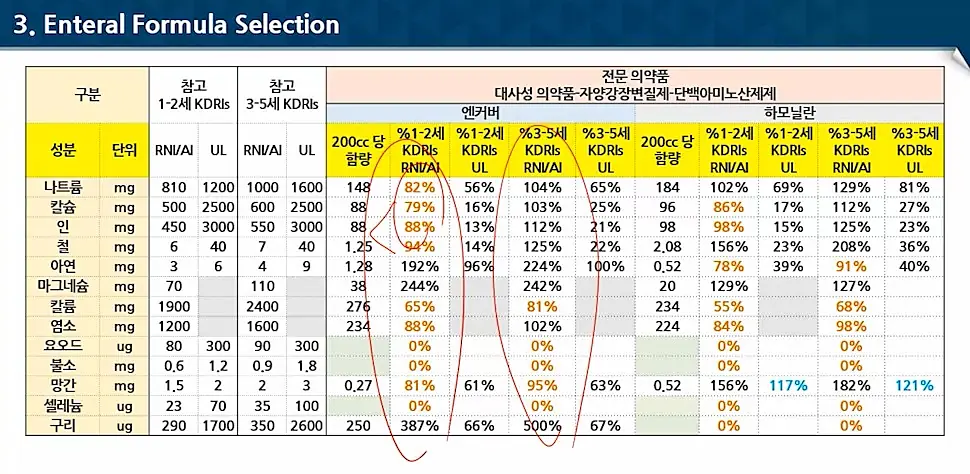 3. Enteral Formula Selection
구분 참고 1-2세 KDRIs 참고 3-5세 KDRIs 전문 의약품
대사성 의약품-자양강장변질제-단백아미노산제제
엔커버 하모닐란
성분 단위 RNI/AI UL RNI/AI UL 200cc 당 함량 %1-2세 KDRIs RNI/AI %1-2세 KDRIs UL %3-5세 KDRIs RNI/AI %3-5세 KDRIs UL 200cc 당 함량 %1-2세 KDRIs RNI/AI %1-2세 KDRIs UL %3-5세 KDRIs RNI/AI %3-5세 KDRIs UL
나트륨 mg 810 1200 1000 1600 148 82% 56% 104% 65% 184 102% 69% 129% 81%
칼슘 mg 500 2500 600 2500 88 79% 16% 103% 25% 96 86% 17% 112% 27%
인 mg 450 3000 550 3000 88 88% 13% 112% 21% 98 98% 15% 125% 23%
철 mg 6 40 7 40 1.25 94% 14% 125% 22% 2.08 156% 23% 208% 36%
아연 mg 3 6 4 9 1.28 192% 96% 224% 100% 0.52 78% 39% 91% 40%
마그네슘 mg 70 110 38 244% 242% 20 129% 127%
칼륨 mg 1900 2400 276 65% 81% 234 55% 68%
염소 mg 1200 1600 234 88% 102% 224 84% 98%
요오드 ug 80 300 90 300 0% 0% 0% 0%
불소 mg 0.6 1.2 0.9 1.8 0% 0% 0% 0%
망간 mg 1.5 2 2 3 0.27 81% 61% 95% 63% 0.52 156% 117% 182% 121%
셀레늄 ug 23 70 35 100 0% 0% 0% 0%
구리 ug 290 1700 350 2600 250 387% 66% 500% 67% 0% 0%